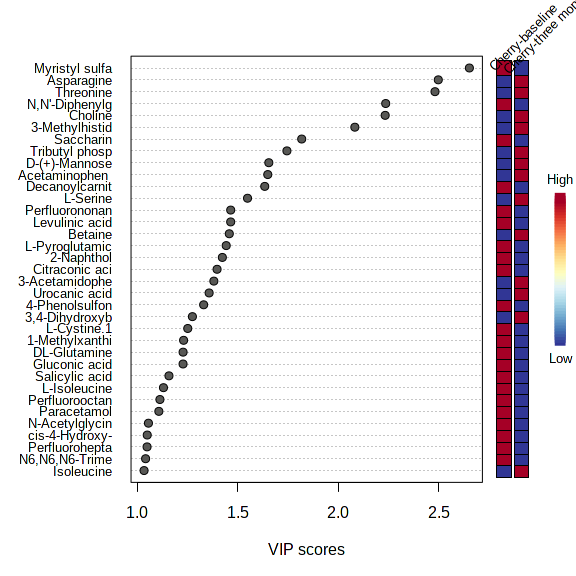 Cherry-baseline
Cherry-three mon
Myristyl sulfa
Asparagine
Threonine
N,N'-Diphenylg
Choline
3-Methylhistid
Saccharin
Tributyl phosp
D-(+)-Mannose
Acetaminophen
Decanoylcarnit
L-Serine
Perfluorononan
Levulinic acid
Betaine
L-Pyroglutamic
2-Naphthol
Citraconic aci
3-Acetamidophe
Urocanic acid
4-Phenolsulfon
3,4-Dihydroxyb
L-Cystine.1
1-Methylxanthi
DL-Glutamine
Gluconic acid
Salicylic acid
L-Isoleucine
Perfluorooctan
Paracetamol
N-Acetylglycin
cis-4-Hydroxy-
Perfluorohepta
N6,N6,N6-Trime
Isoleucine
High
Low
1.0 1.5 2.0 2.5
VIP scores